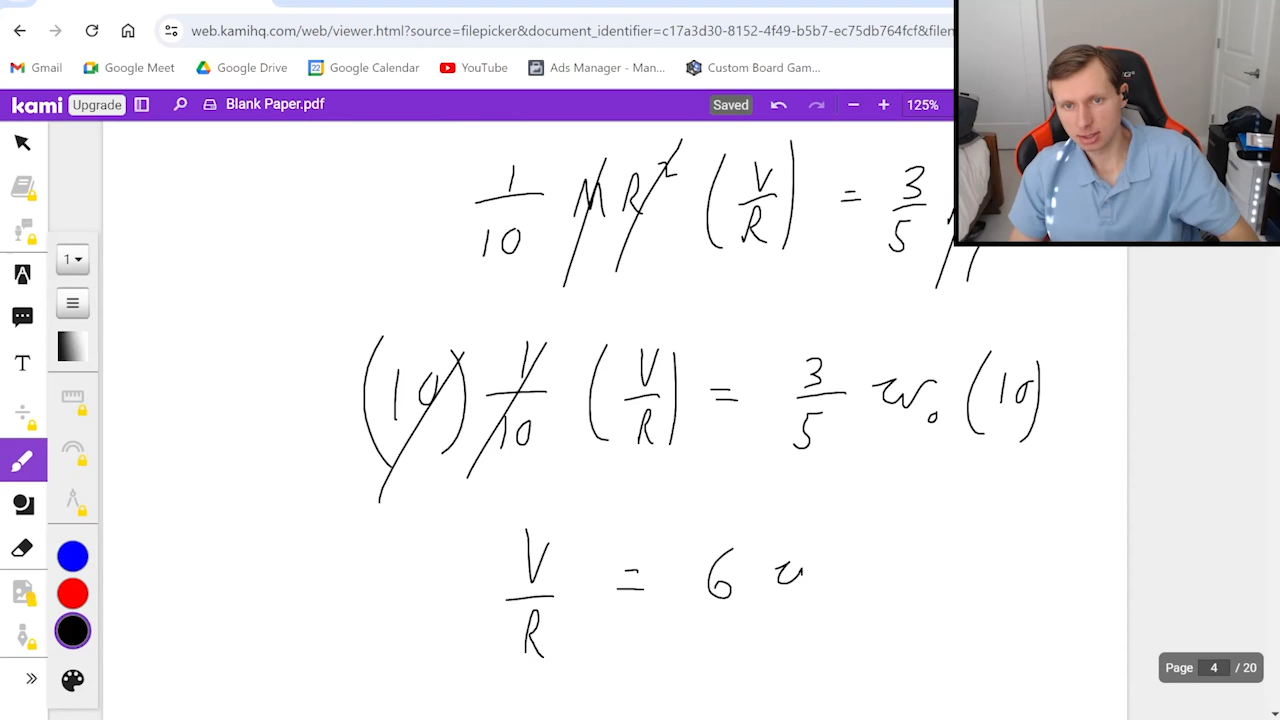 web.kamihq.com/web/viewer.html?source=filepicker&document_identifier=c17a3d30-8152-4f49-b5b7-ec75db764fcf&filen
Gmail Google Meet Google Drive 22 Google Calendar YouTube Ads Manager - Man... Custom Board Gam...
kami Upgrade Blank Paper.pdf Saved 125%
1/10 MR² (V/R) = 3/5
1
A
T
(10) 1/10 (V/R) = 3/5 ω₀ (10)
V/R = 6
Page 4 / 20